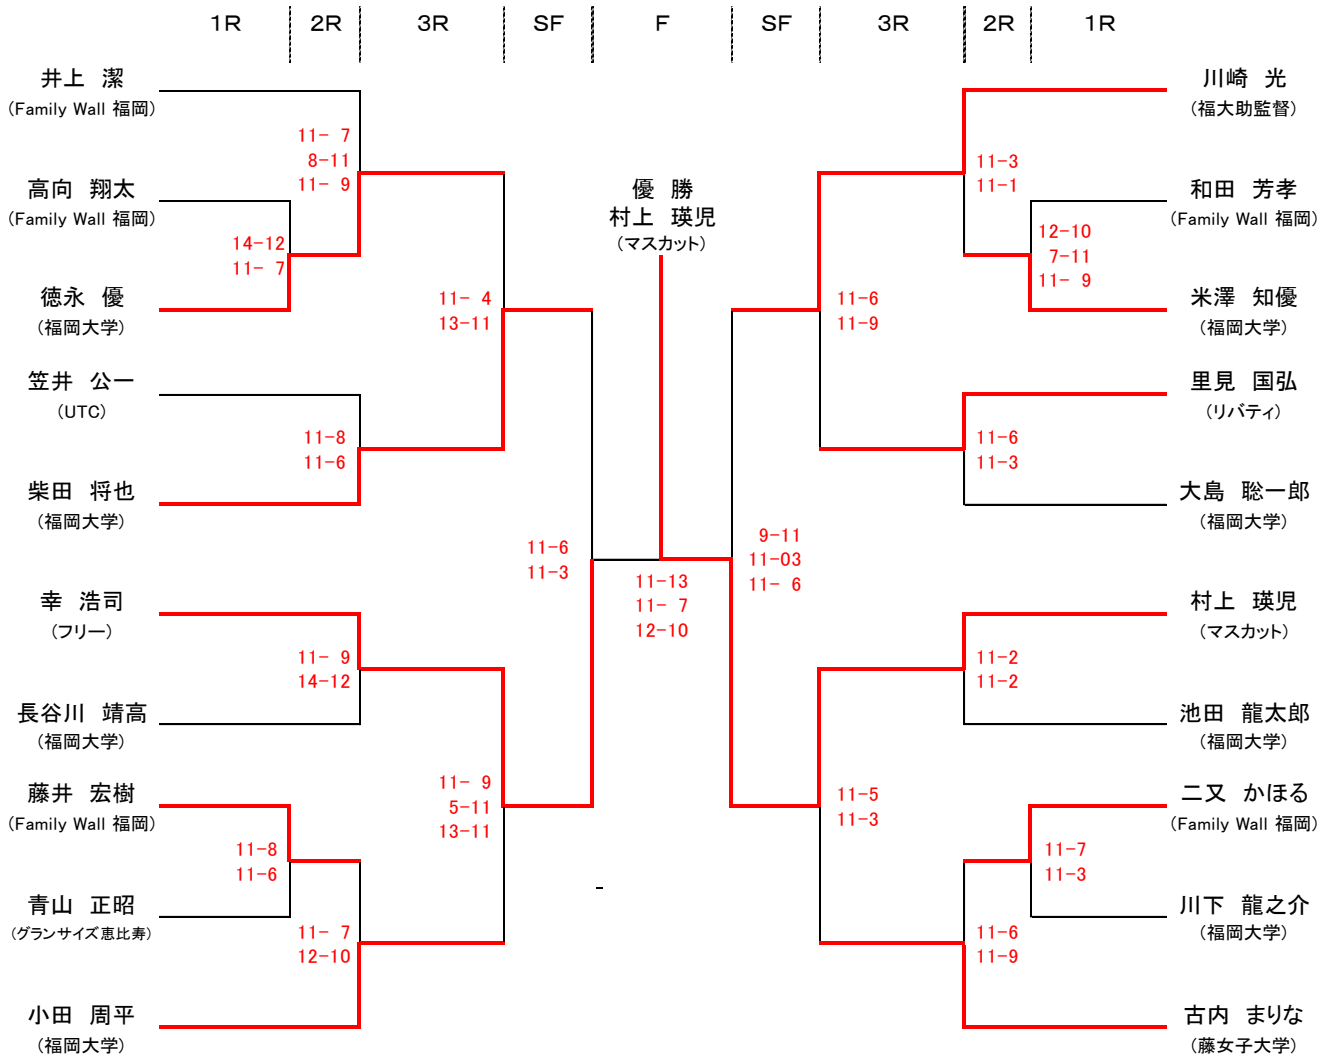 1R 2R 3R SF F SF 3R 2R 1R
井上 潔
(Family Wall 福岡)
高向 翔太
(Family Wall 福岡)
徳永 優
(福岡大学)
笠井 公一
(UTC)
柴田 将也
(福岡大学)
幸 浩司
(フリー)
長谷川 靖高
(福岡大学)
藤井 宏樹
(Family Wall 福岡)
青山 正昭
(グランサイズ恵比寿)
小田 周平
(福岡大学)
14-12
11- 7
11-8
11-6
11- 7
8-11
11- 9
11-8
11-6
11- 9
14-12
11- 7
12-10
11- 4
13-11
11- 9
5-11
13-11
11-6
11-3
優 勝
村上 瑛児
(マスカット)
11-13
11- 7
12-10
-
9-11
11-03
11- 6
11-6
11-9
11-5
11-3
11-3
11-1
11-6
11-3
11-2
11-2
11-6
11-9
12-10
7-11
11- 9
11-7
11-3
川崎 光
(福大助監督)
和田 芳孝
(Family Wall 福岡)
米澤 知優
(福岡大学)
里見 国弘
(リバティ)
大島 聡一郎
(福岡大学)
村上 瑛児
(マスカット)
池田 龍太郎
(福岡大学)
二又 かほる
(Family Wall 福岡)
川下 龍之介
(福岡大学)
古内 まりな
(藤女子大学)